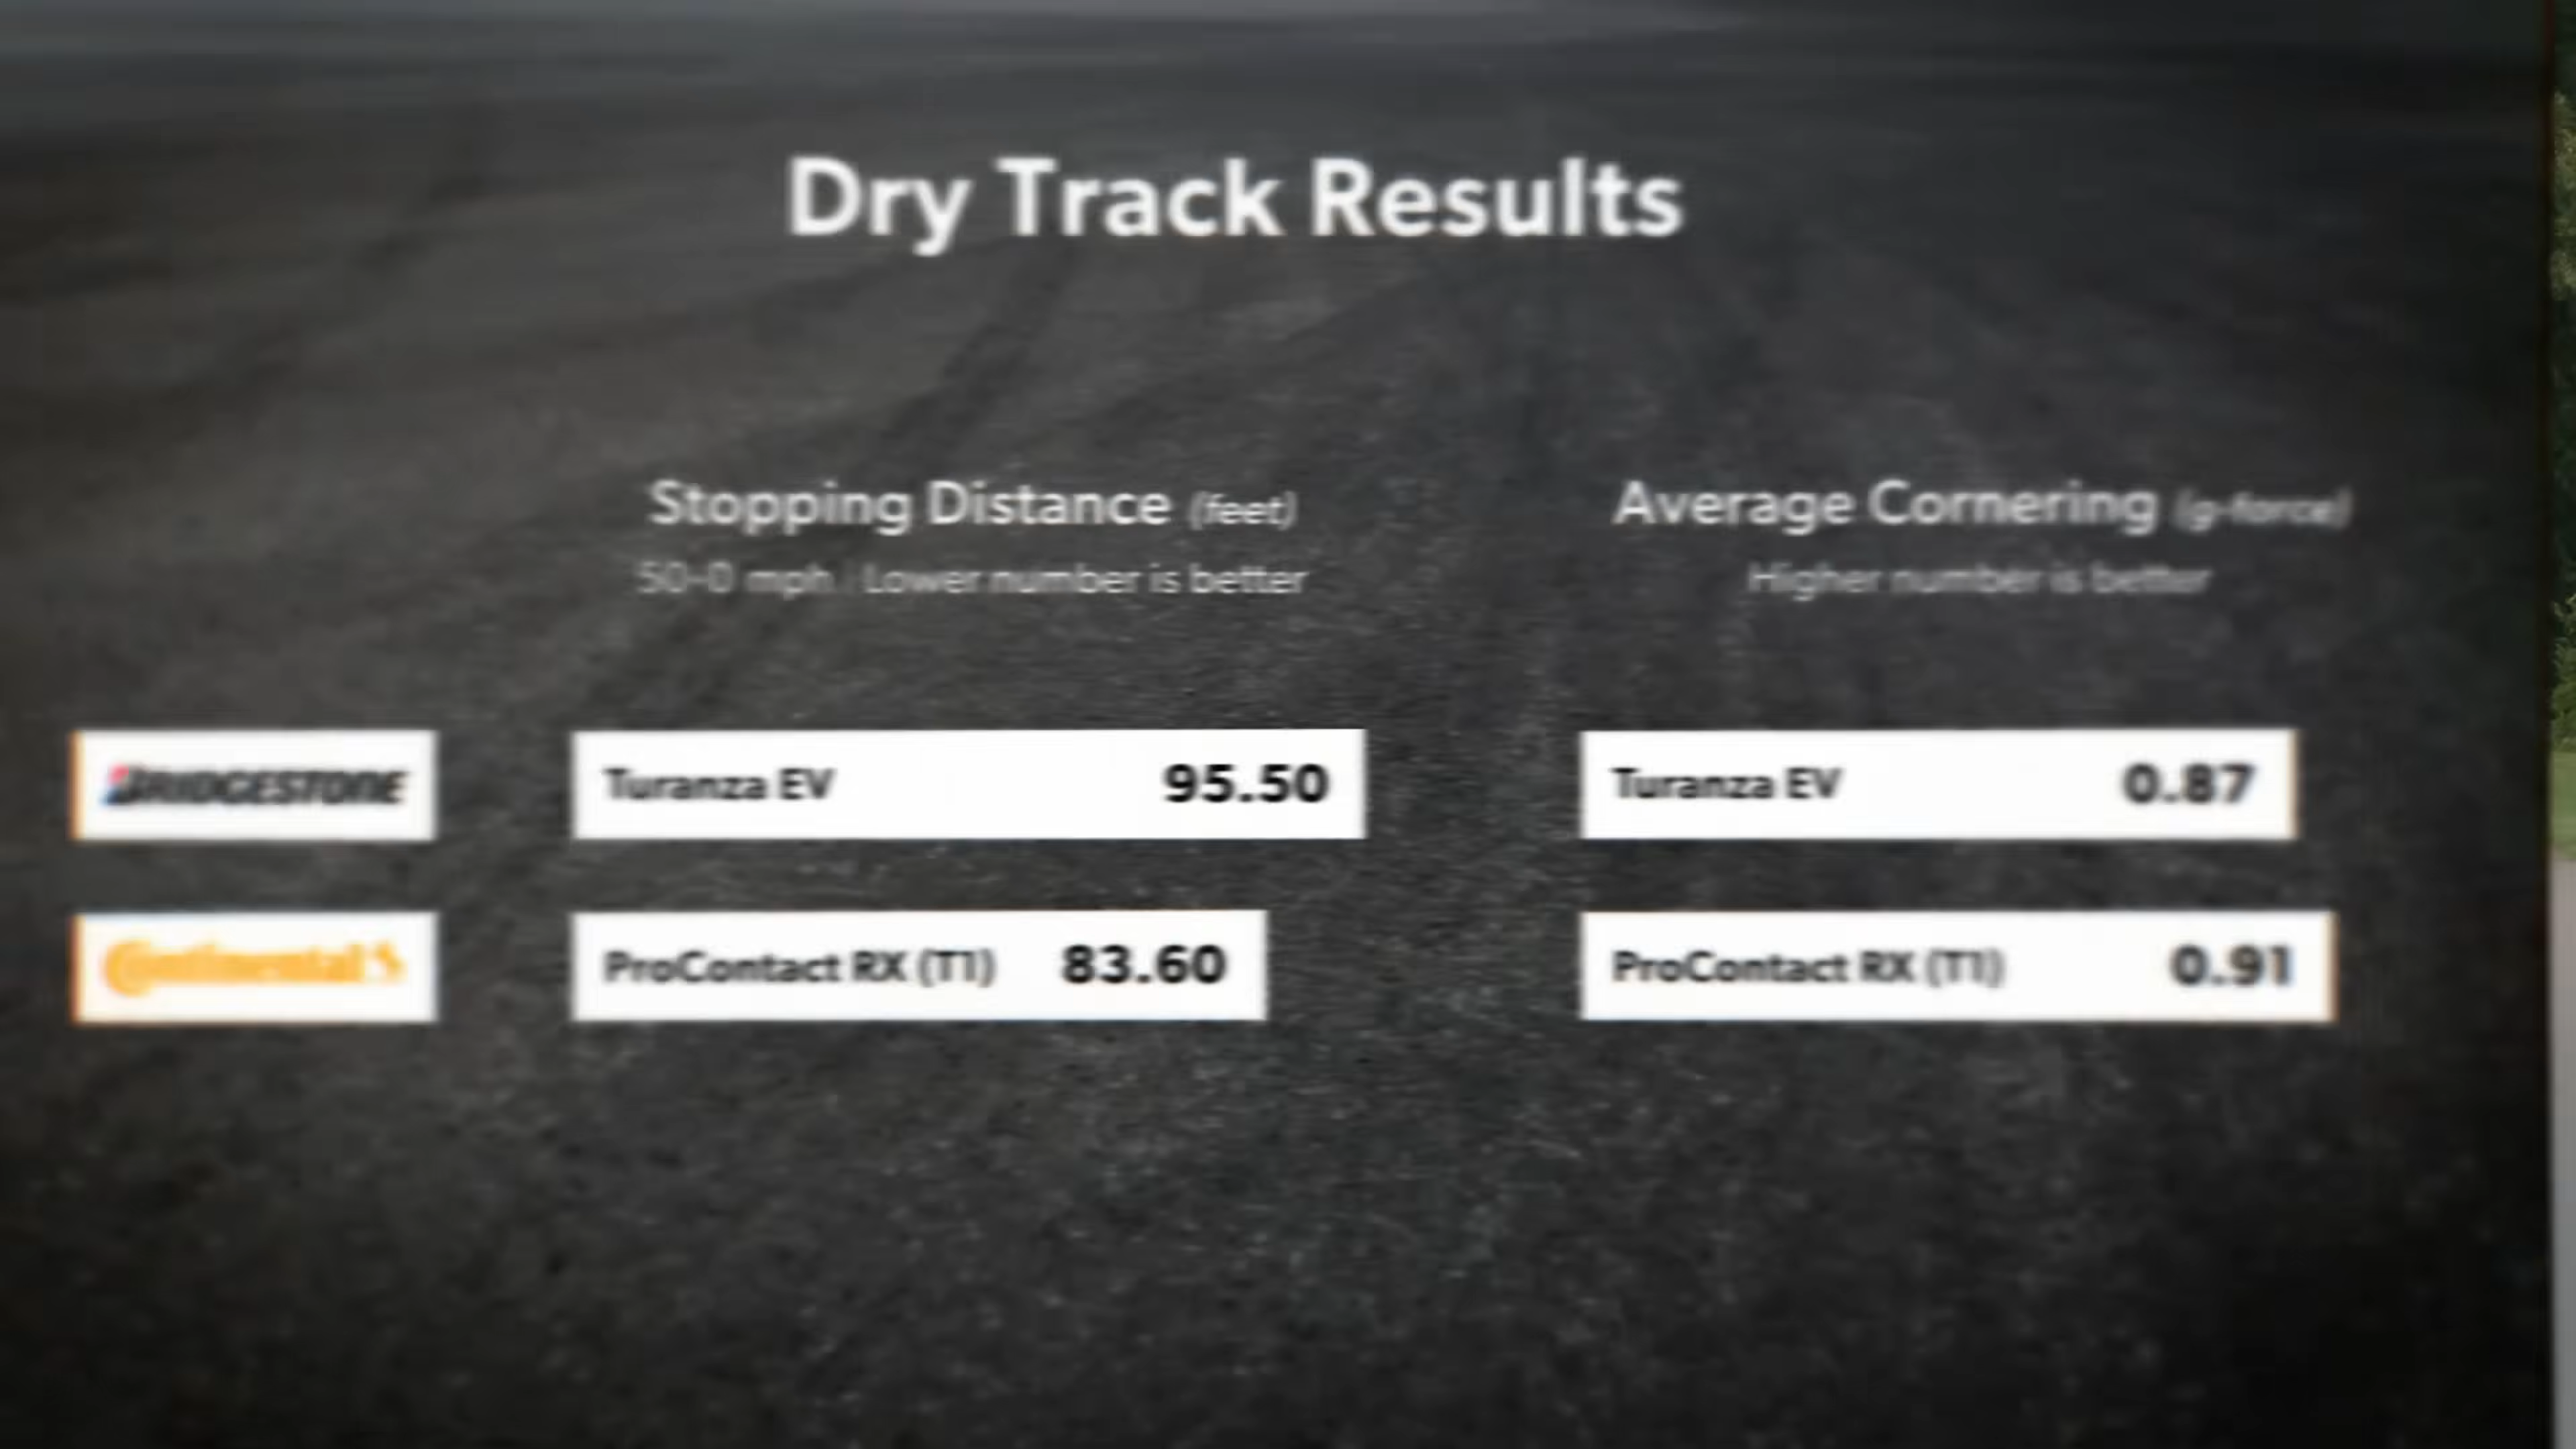 Dry Track Results
Stopping Distance (feet)
50-0 mph | Lower number is better
Average Cornering (g-force)
Higher number is better
BRIDGESTONE
Turanza EV 95.50
Turanza EV 0.87
Continental
ProContact RX (T1) 83.60
ProContact RX (T1) 0.91